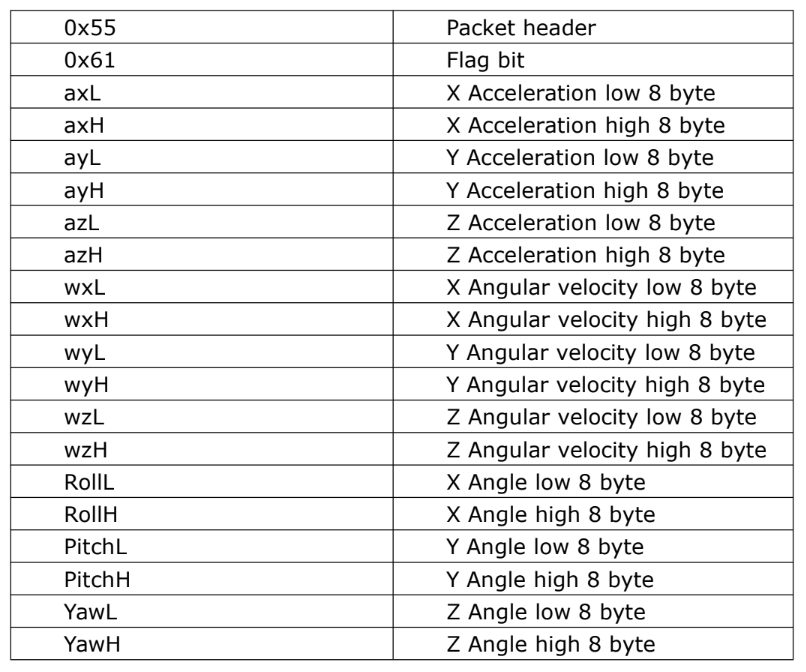 0x55 Packet header
0x61 Flag bit
axL X Acceleration low 8 byte
axH X Acceleration high 8 byte
ayL Y Acceleration low 8 byte
ayH Y Acceleration high 8 byte
azL Z Acceleration low 8 byte
azH Z Acceleration high 8 byte
wxL X Angular velocity low 8 byte
wxH X Angular velocity high 8 byte
wyL Y Angular velocity low 8 byte
wyH Y Angular velocity high 8 byte
wzL Z Angular velocity low 8 byte
wzH Z Angular velocity high 8 byte
RollL X Angle low 8 byte
RollH X Angle high 8 byte
PitchL Y Angle low 8 byte
PitchH Y Angle high 8 byte
YawL Z Angle low 8 byte
YawH Z Angle high 8 byte